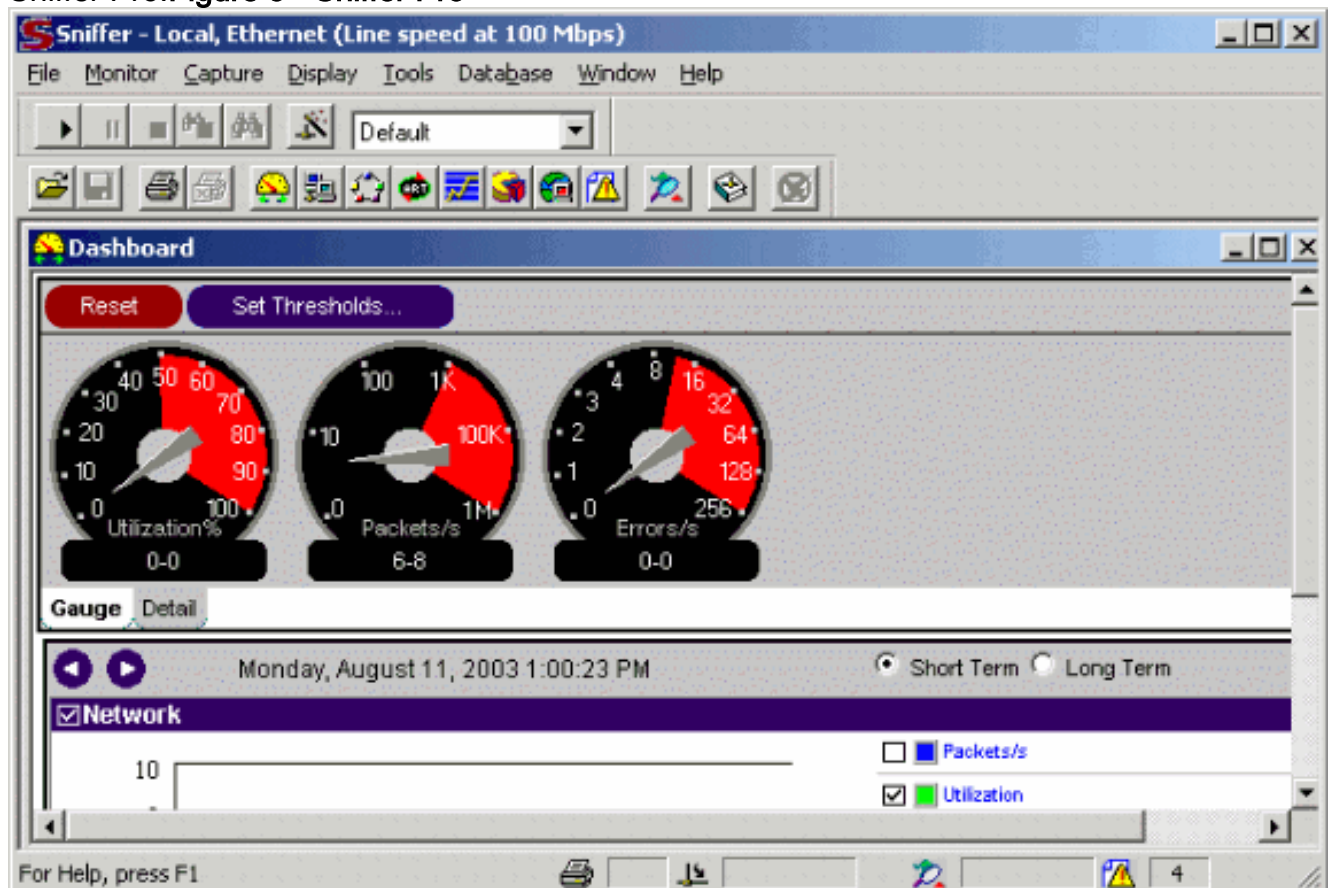 Sniffer - Local, Ethernet (Line speed at 100 Mbps)
File Monitor Capture Display Tools Database Window Help
Default
Dashboard
Reset Set Thresholds...
0 10 20 30 40 50 60 70 80 90 100
Utilization%
0-0
0 10 100 1K 100K 1M
Packets/s
6-8
0 1 2 3 4 8 16 32 64 128 256
Errors/s
0-0
Gauge Detail
Monday, August 11, 2003 1:00:23 PM Short Term Long Term
Network
10
Packets/s
Utilization
For Help, press F1 4